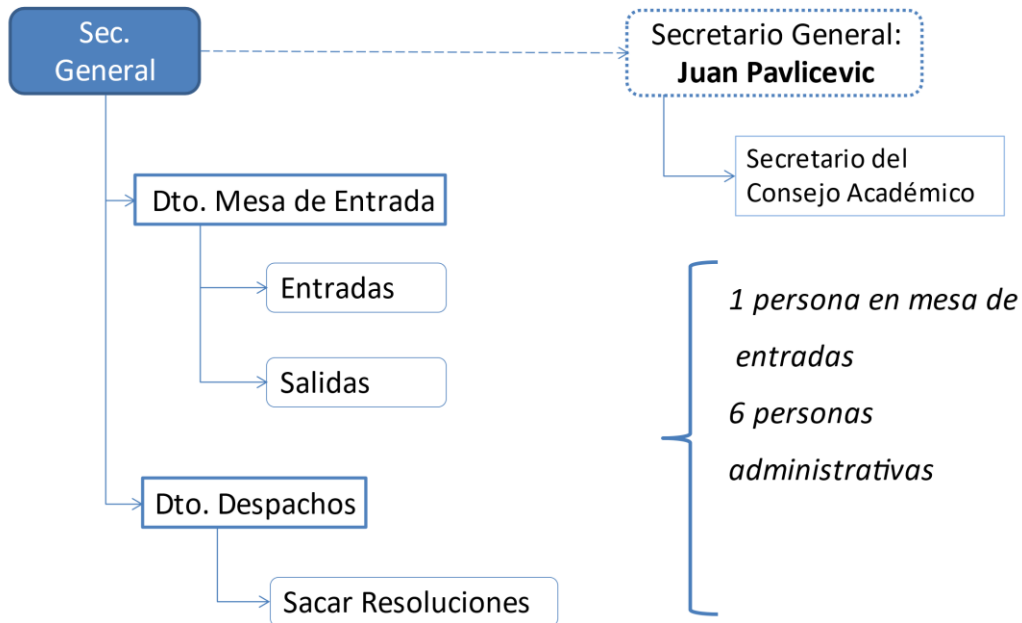 Sec.
General
Secretario General:
Juan Pavlicevic
Secretario del
Consejo Académico
Dto. Mesa de Entrada
Entradas
Salidas
Dto. Despachos
Sacar Resoluciones
1 persona en mesa de
entradas
6 personas
administrativas